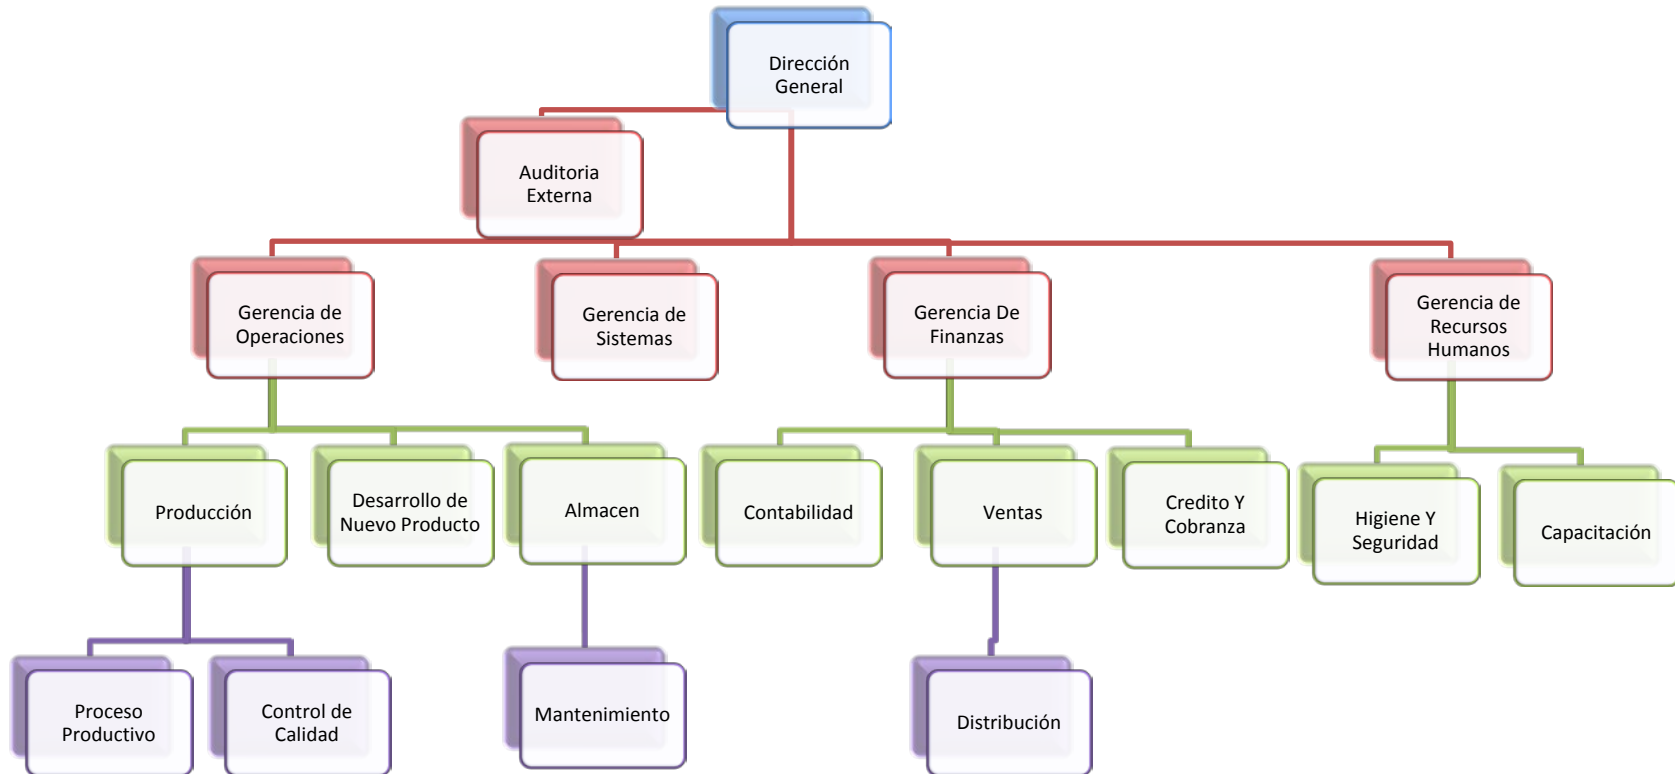 Dirección
General
Auditoria
Externa
Gerencia de
Operaciones
Gerencia de
Sistemas
Gerencia De
Finanzas
Gerencia de
Recursos
Humanos
Producción
Desarrollo de
Nuevo Producto
Almacen
Contabilidad
Ventas
Credito Y
Cobranza
Higiene Y
Seguridad
Capacitación
Proceso
Productivo
Control de
Calidad
Mantenimiento
Distribución